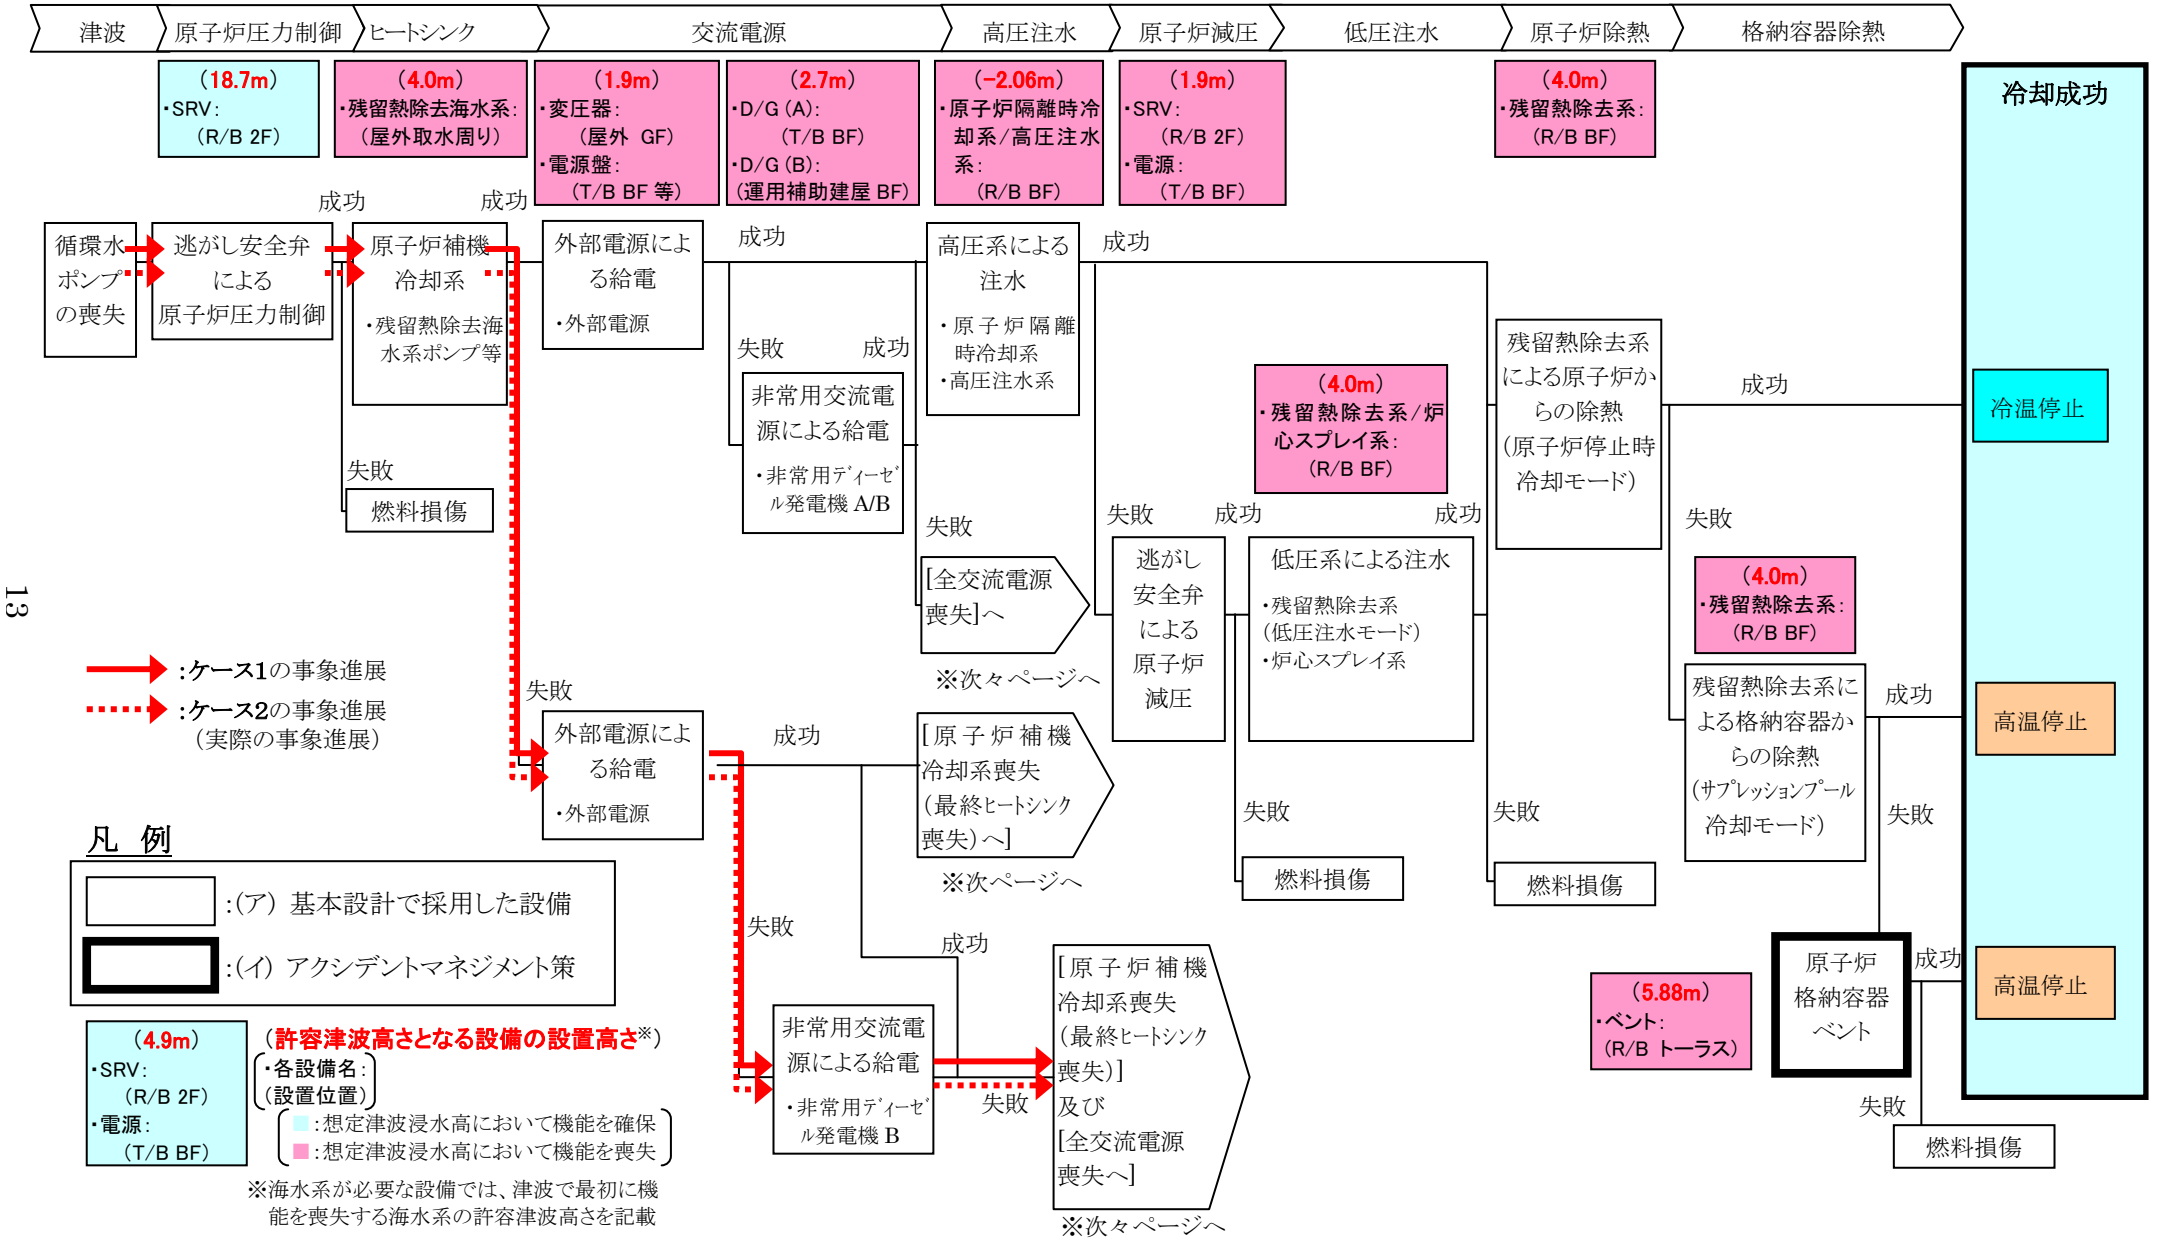 津波
原子炉圧力制御
ヒートシンク
交流電源
高圧注水
原子炉減圧
低圧注水
原子炉除熱
格納容器除熱
(18.7m)
・SRV:
(R/B 2F)
(4.0m)
・残留熱除去海水系:
(屋外取水周り)
(1.9m)
・変圧器:
(屋外 GF)
・電源盤:
(T/B BF 等)
(2.7m)
・D/G (A):
(T/B BF)
・D/G (B):
(運用補助建屋 BF)
(-2.06m)
・原子炉隔離時冷
却系/高圧注水
系:
(R/B BF)
(1.9m)
・SRV:
(R/B 2F)
・電源:
(T/B BF)
(4.0m)
・残留熱除去系:
(R/B BF)
冷却成功
成功
成功
循環水
ポンプ
の喪失
逃がし安全弁
による
原子炉圧力制御
原子炉補機
冷却系
・残留熱除去海
水系ポンプ等
外部電源によ
る給電
・外部電源
成功
高圧系による
注水
・原子炉隔離
時冷却系
・高圧注水系
成功
失敗
成功
非常用交流電
源による給電
・非常用ディーゼ
ル発電機 A/B
失敗
燃料損傷
失敗
[全交流電源
喪失]へ
※次々ページへ
(4.0m)
・残留熱除去系/炉
心スプレイ系:
(R/B BF)
残留熱除去系
による原子炉か
らの除熱
(原子炉停止時
冷却モード)
成功
冷温停止
失敗
成功
成功
失敗
逃がし
安全弁
による
原子炉
減圧
低圧系による注水
・残留熱除去系
(低圧注水モード)
・炉心スプレイ系
(4.0m)
・残留熱除去系:
(R/B BF)
13
:ケース1の事象進展
:ケース2の事象進展
(実際の事象進展)
失敗
外部電源によ
る給電
・外部電源
成功
[原子炉補機
冷却系喪失
(最終ヒートシンク
喪失)へ]
※次ページへ
残留熱除去系に
よる格納容器か
らの除熱
(サプレッションプール
冷却モード)
成功
高温停止
失敗
燃料損傷
失敗
燃料損傷
失敗
凡 例
:(ア) 基本設計で採用した設備
:(イ) アクシデントマネジメント策
失敗
成功
非常用交流電
源による給電
・非常用ディーゼ
ル発電機 B
失敗
[原子炉補機
冷却系喪失
(最終ヒートシンク
喪失)]
及び
[全交流電源
喪失へ]
※次々ページへ
(5.88m)
・ベント:
(R/B トーラス)
原子炉
格納容器
ベント
成功
高温停止
失敗
燃料損傷
(4.9m)
・SRV:
(R/B 2F)
・電源:
(T/B BF)
(許容津波高さとなる設備の設置高さ※)
・各設備名:
(設置位置)
:想定津波浸水高において機能を確保
:想定津波浸水高において機能を喪失
※海水系が必要な設備では、津波で最初に機
能を喪失する海水系の許容津波高さを記載